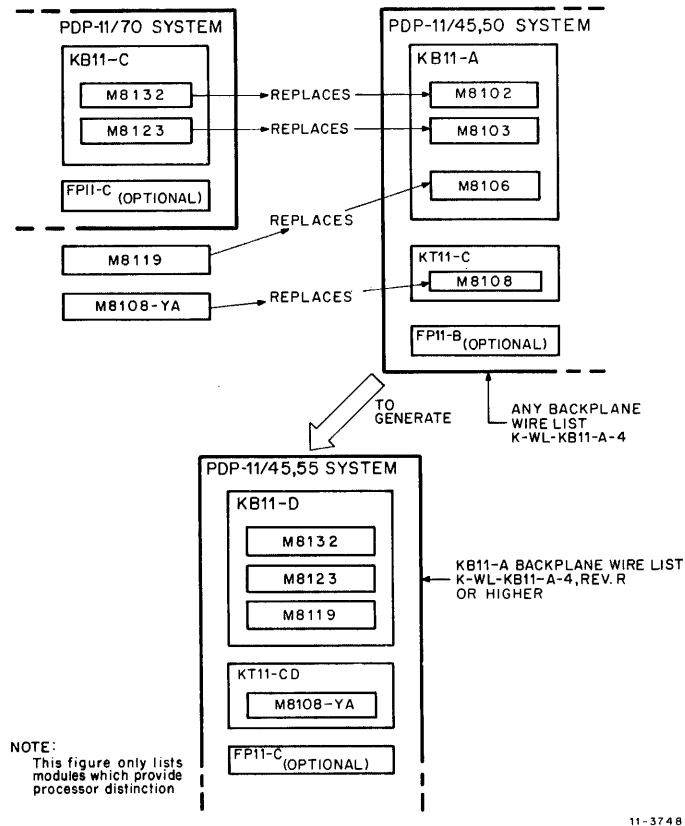 PDP-11/70 SYSTEM
KB11-C
M8132
M8123
FP11-C (OPTIONAL)
M8119
M8108-YA
REPLACES
REPLACES
REPLACES
REPLACES
PDP-11/45,50 SYSTEM
KB11-A
M8102
M8103
M8106
KT11-C
M8108
FP11-B (OPTIONAL)
TO
GENERATE
ANY BACKPLANE
WIRE LIST
K-WL-KB11-A-4
PDP-11/45,55 SYSTEM
KB11-D
M8132
M8123
M8119
KT11-CD
M8108-YA
FP11-C (OPTIONAL)
KB11-A BACKPLANE WIRE LIST
K-WL-KB11-A-4, REV. R
OR HIGHER
NOTE:
This figure only lists
modules which provide
processor distinction
11-3748